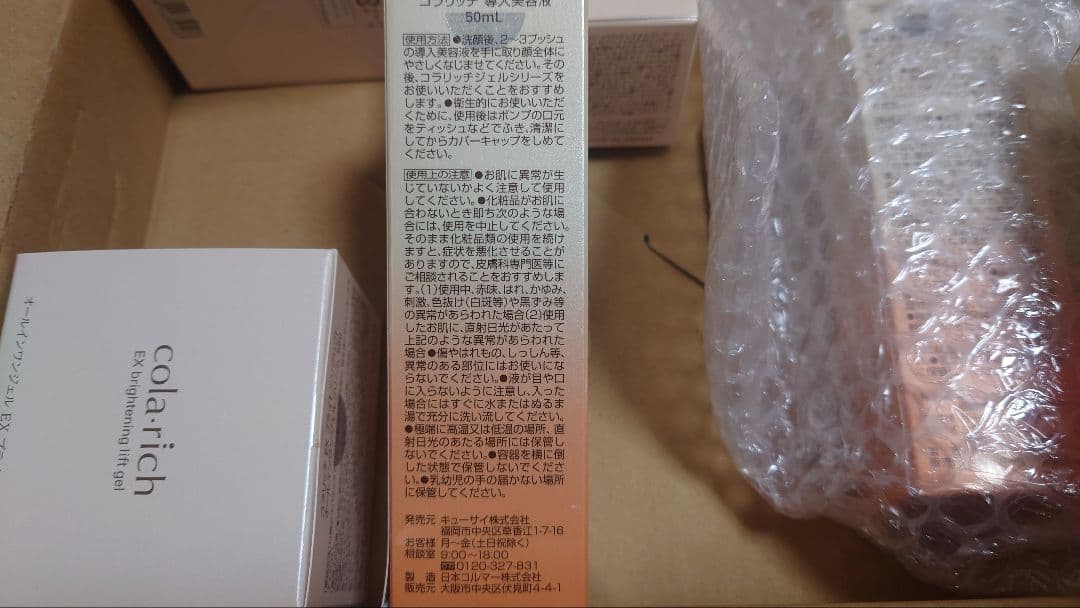 コラリッチ 導入美容液
50mL
使用方法 ●洗顔後、2~3プッシュ
の導入美容液を手に取り顔全体に
やさしくなじませてください。その
後、コラリッチジェルシリーズを
お使いいただくことをおすすめ
します。●衛生的にお使いいただ
くために、使用後はポンプの口元
をティッシュなどでふき、清潔に
してからカバーキャップをしめて
ください。
使用上の注意 ●お肌に異常が生
じていないかよく注意して使用
してください。●化粧品がお肌に
合わないとき即ち次のような場
合には、使用を中止してください。
そのまま化粧品類の使用を続け
ますと、症状を悪化させることが
ありますので、皮膚科専門医等に
ご相談されることをおすすめしま
す。(1)使用中、赤味、はれ、かゆみ、
刺激、色抜け(白斑等)や黒ずみ等
の異常があらわれた場合(2)使用
したお肌に、直射日光があたって
上記のような異常があらわれた
場合●傷やはれもの、しっしん等、
異常のある部位にはお使いにな
らないでください。●液が目や口
に入らないように注意し、入った
場合にはすぐに水またはぬるま
湯で充分に洗い流してください。
●極端に高温又は低温の場所、直
射日光のあたる場所には保管し
ないでください。●容器を横に倒
した状態で保管しないでくださ
い。●乳幼児の手の届かない場所
に保管してください。
発売元 キューサイ株式会社
福岡市中央区草香江1-7-16
お客様 月~金(土日祝除く)
相談室 9:00~18:00
0120-327-831
製造 日本コルマー株式会社
販売元 大阪市中央区伏見町4-4-1
cola・rich
EX brightening lift gel
オールインワンジェル EX